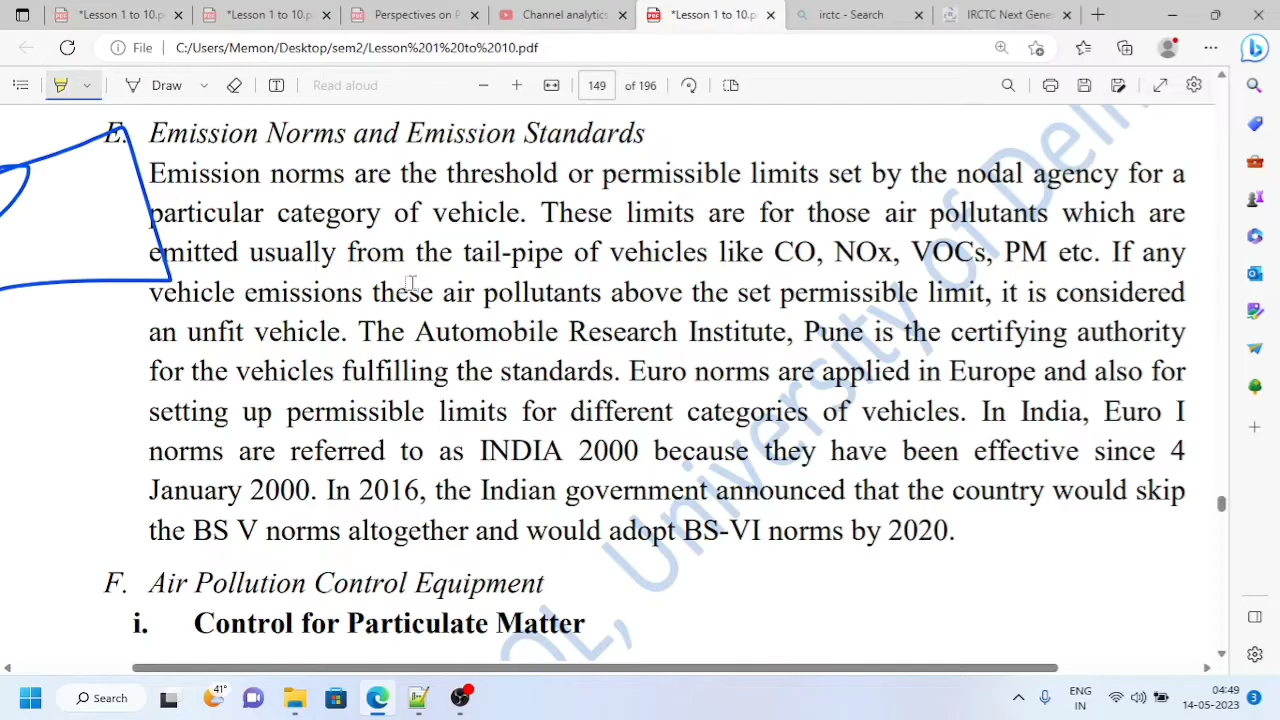 *Lesson 1 to 10.p
*Lesson 1 to 10.p
Perspectives on P
Channel analytics
*Lesson 1 to 10.p
irctc - Search
IRCTC Next Gene
File
C:/Users/Memon/Desktop/sem2/Lesson%201%20to%2010.pdf
Draw
Read aloud
149 of 196
E. Emission Norms and Emission Standards
Emission norms are the threshold or permissible limits set by the nodal agency for a
particular category of vehicle. These limits are for those air pollutants which are
emitted usually from the tail-pipe of vehicles like CO, NOx, VOCs, PM etc. If any
vehicle emissions these air pollutants above the set permissible limit, it is considered
an unfit vehicle. The Automobile Research Institute, Pune is the certifying authority
for the vehicles fulfilling the standards. Euro norms are applied in Europe and also for
setting up permissible limits for different categories of vehicles. In India, Euro I
norms are referred to as INDIA 2000 because they have been effective since 4
January 2000. In 2016, the Indian government announced that the country would skip
the BS V norms altogether and would adopt BS-VI norms by 2020.
F. Air Pollution Control Equipment
i. Control for Particulate Matter
OL, University of Delhi
41°
Search
ENG
IN
04:49
14-05-2023
3